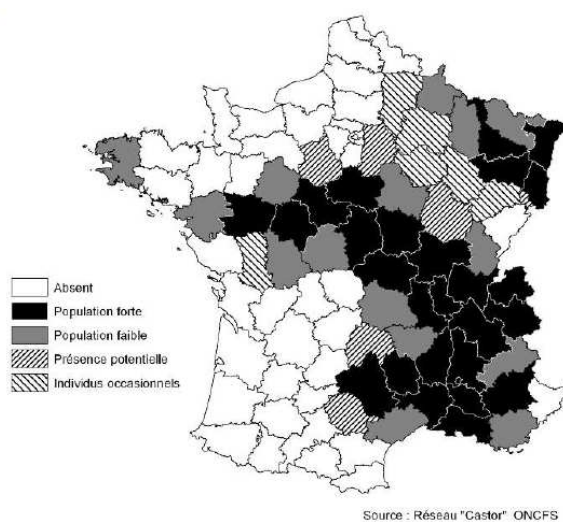 Absent
Population forte
Population faible
Présence potentielle
Individus occasionnels
Source : Réseau "Castor" ONCFS